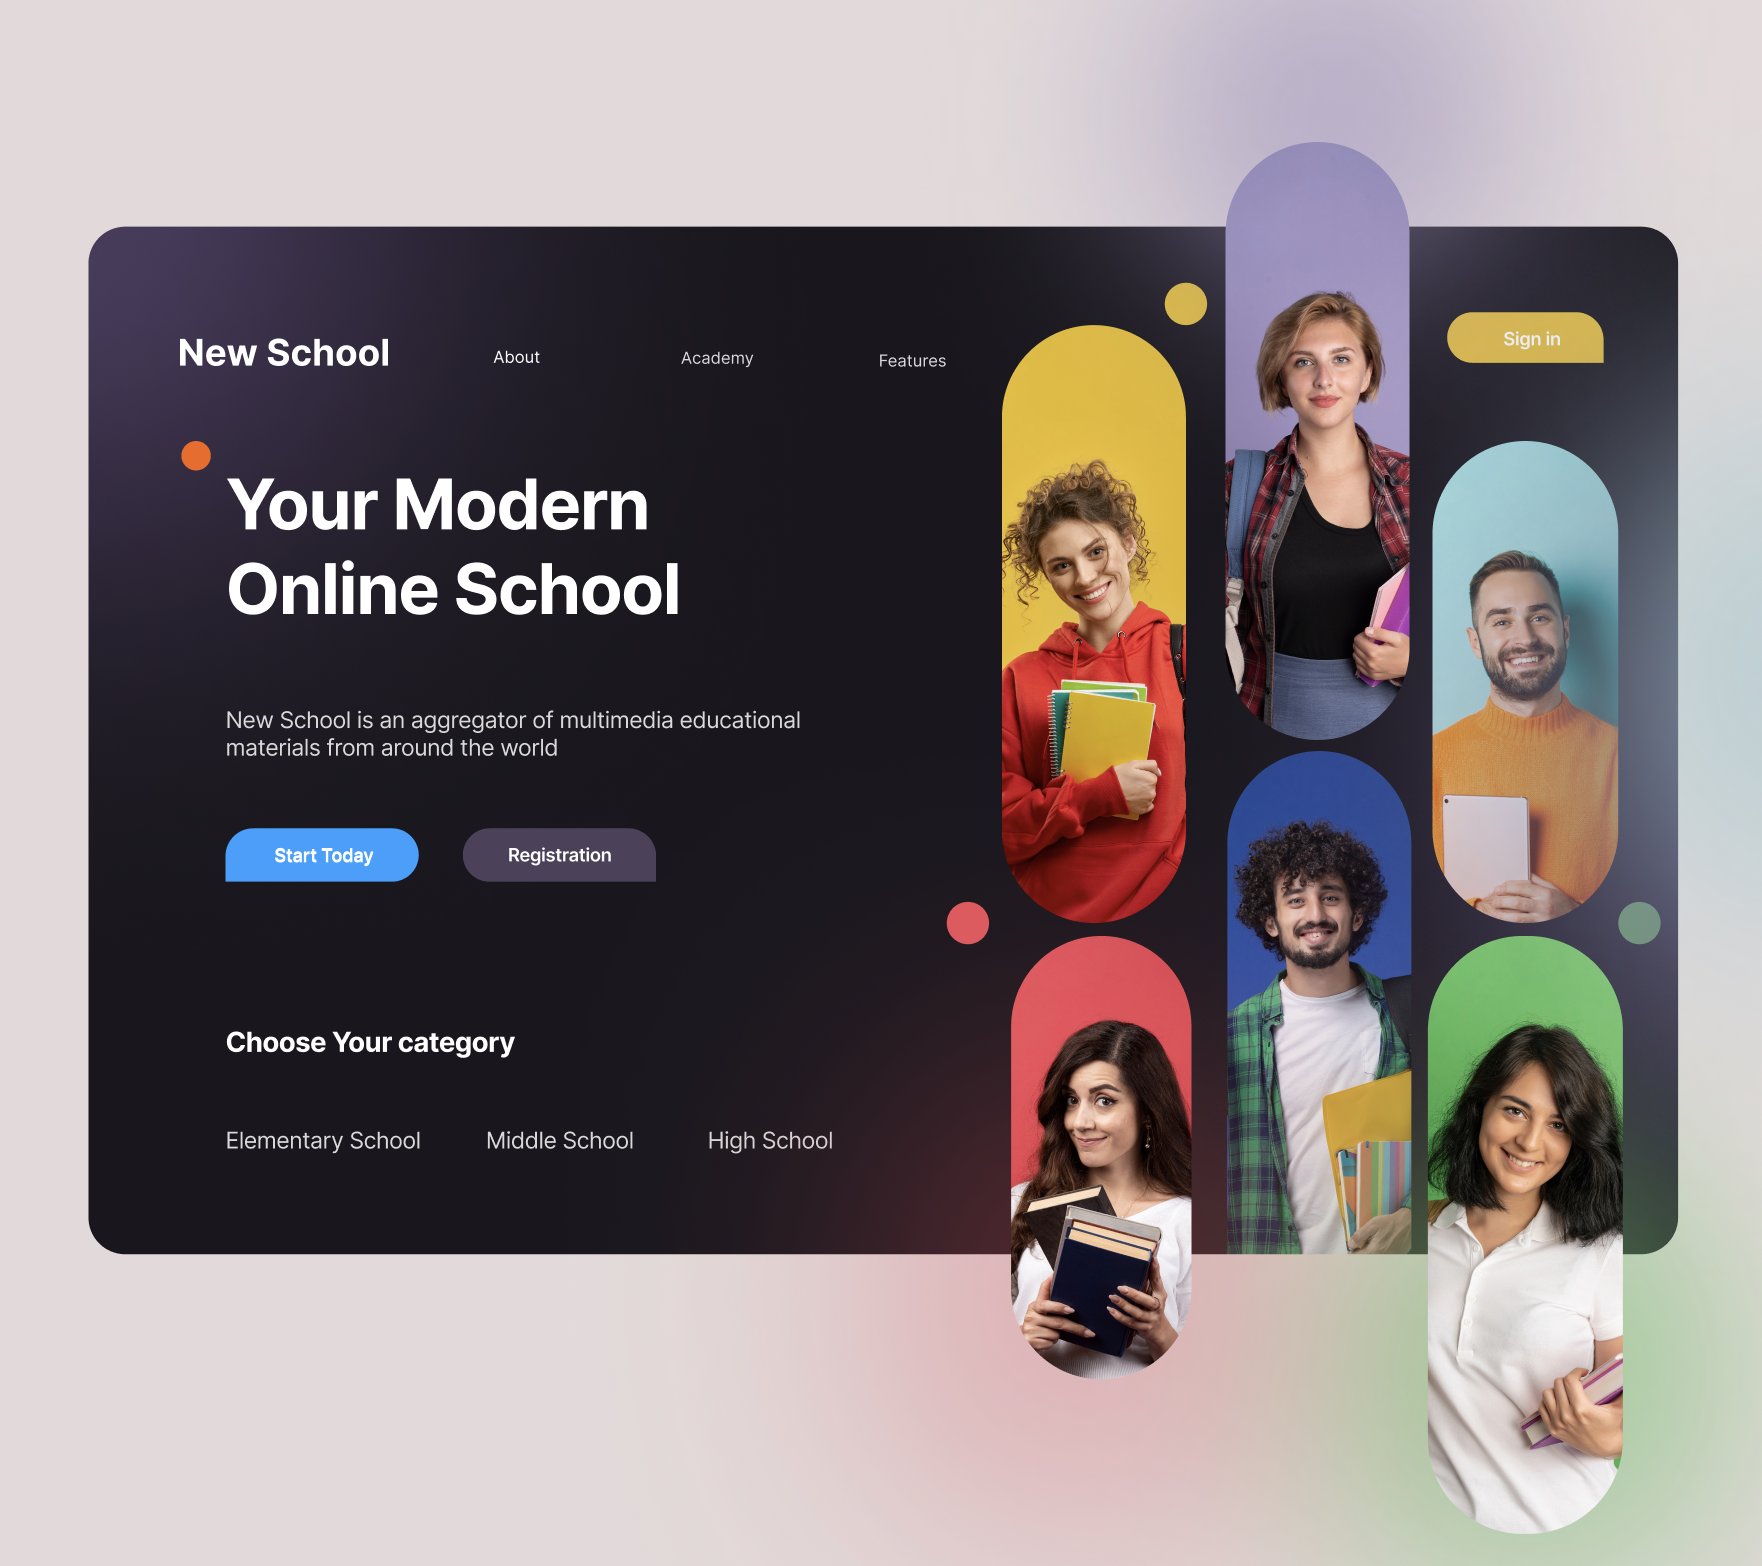 New School
About
Academy
Features
Sign in
Your Modern
Online School
New School is an aggregator of multimedia educational
materials from around the world
Start Today
Registration
Choose Your category
Elementary School
Middle School
High School